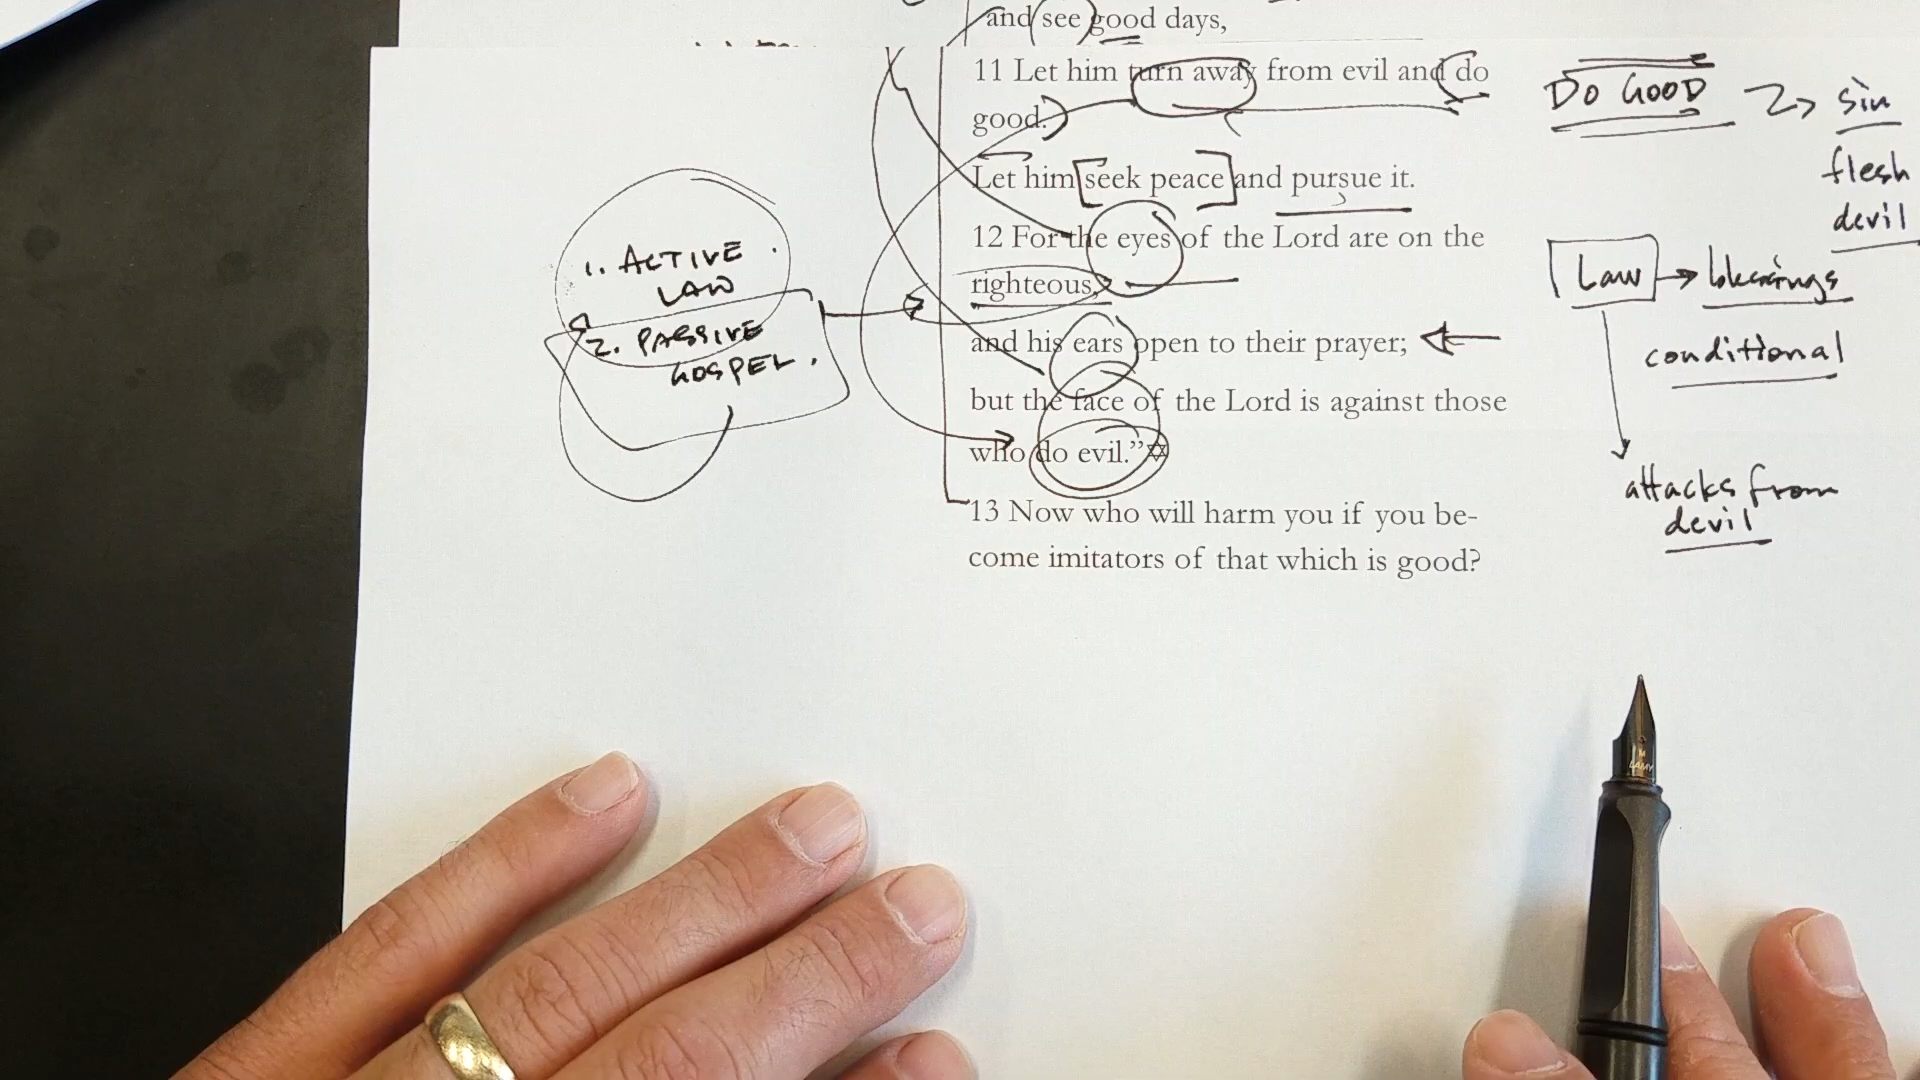 and see good days,
11 Let him turn away from evil and do
good.
Let him seek peace and pursue it.
12 For the eyes of the Lord are on the
righteous,
and his ears open to their prayer;
but the face of the Lord is against those
who do evil.”✡
13 Now who will harm you if you be-
come imitators of that which is good?
1. ACTIVE
LAW
2. PASSIVE
GOSPEL.
DO GOOD
sin
flesh
devil
Law → blessings
conditional
attacks from
devil
M
LAMY